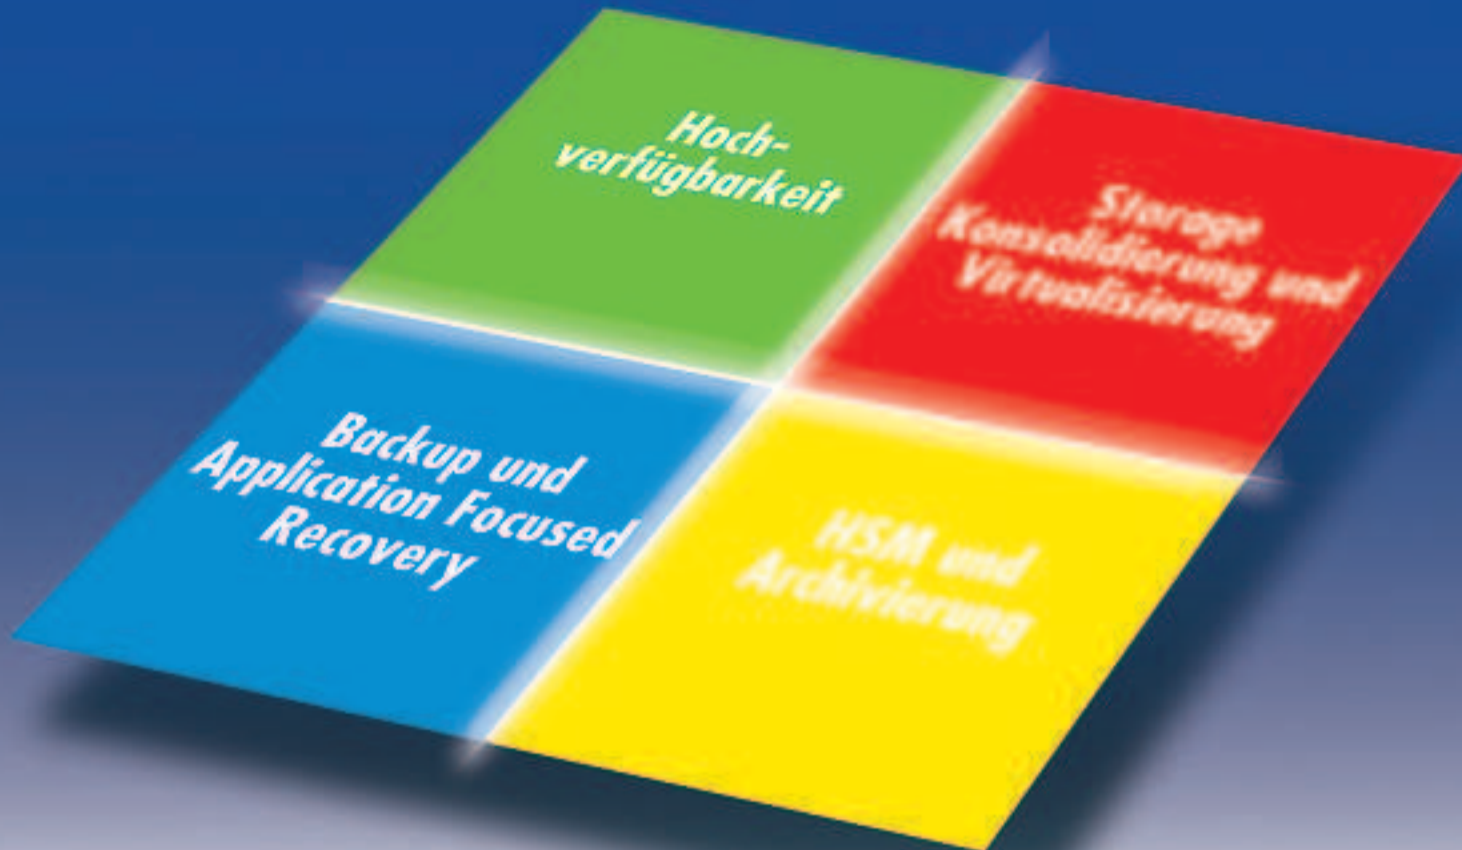 Hoch-
verfügbarkeit
Storage
Konsolidierung und
Virtualisierung
Backup und
Application Focused
Recovery
HSM und
Archivierung